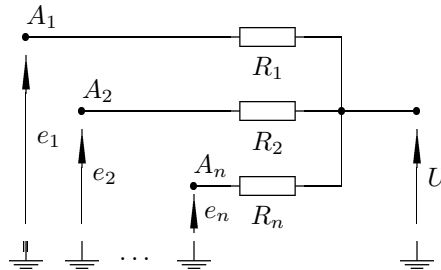 A₁
R₁
A₂
e₁
R₂
e₂
Aₙ
U
eₙ
Rₙ
...